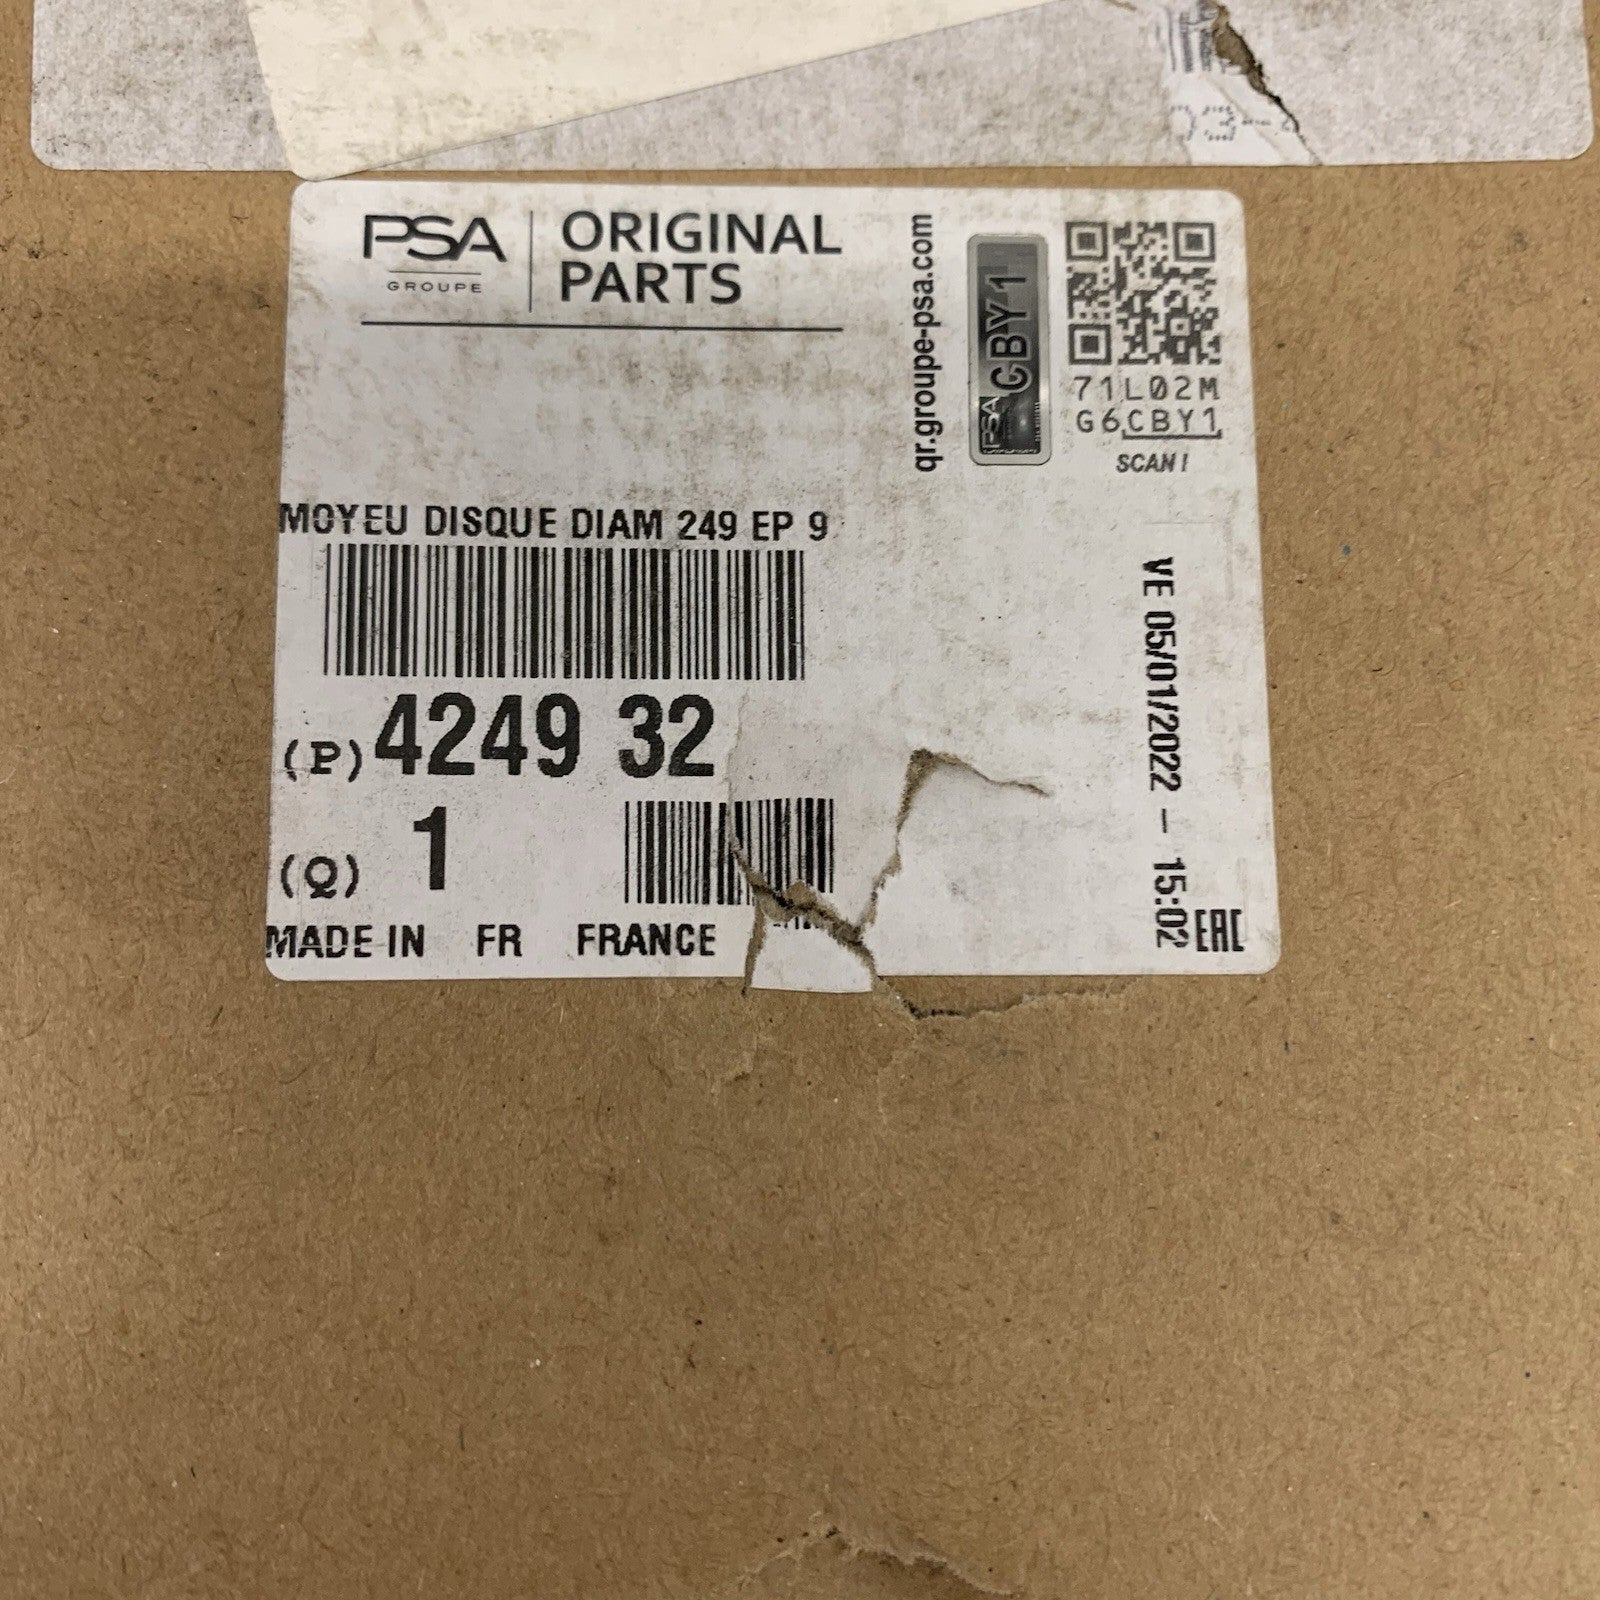 PSA
GROUPE
ORIGINAL
PARTS
qr.groupe-psa.com
PSA CBY1
71L02M
G6CBY1
SCAN !
MOYEU DISQUE DIAM 249 EP 9
(P) 4249 32
(Q) 1
MADE IN FR FRANCE
VE 05/01/2022 - 15:02
EAC